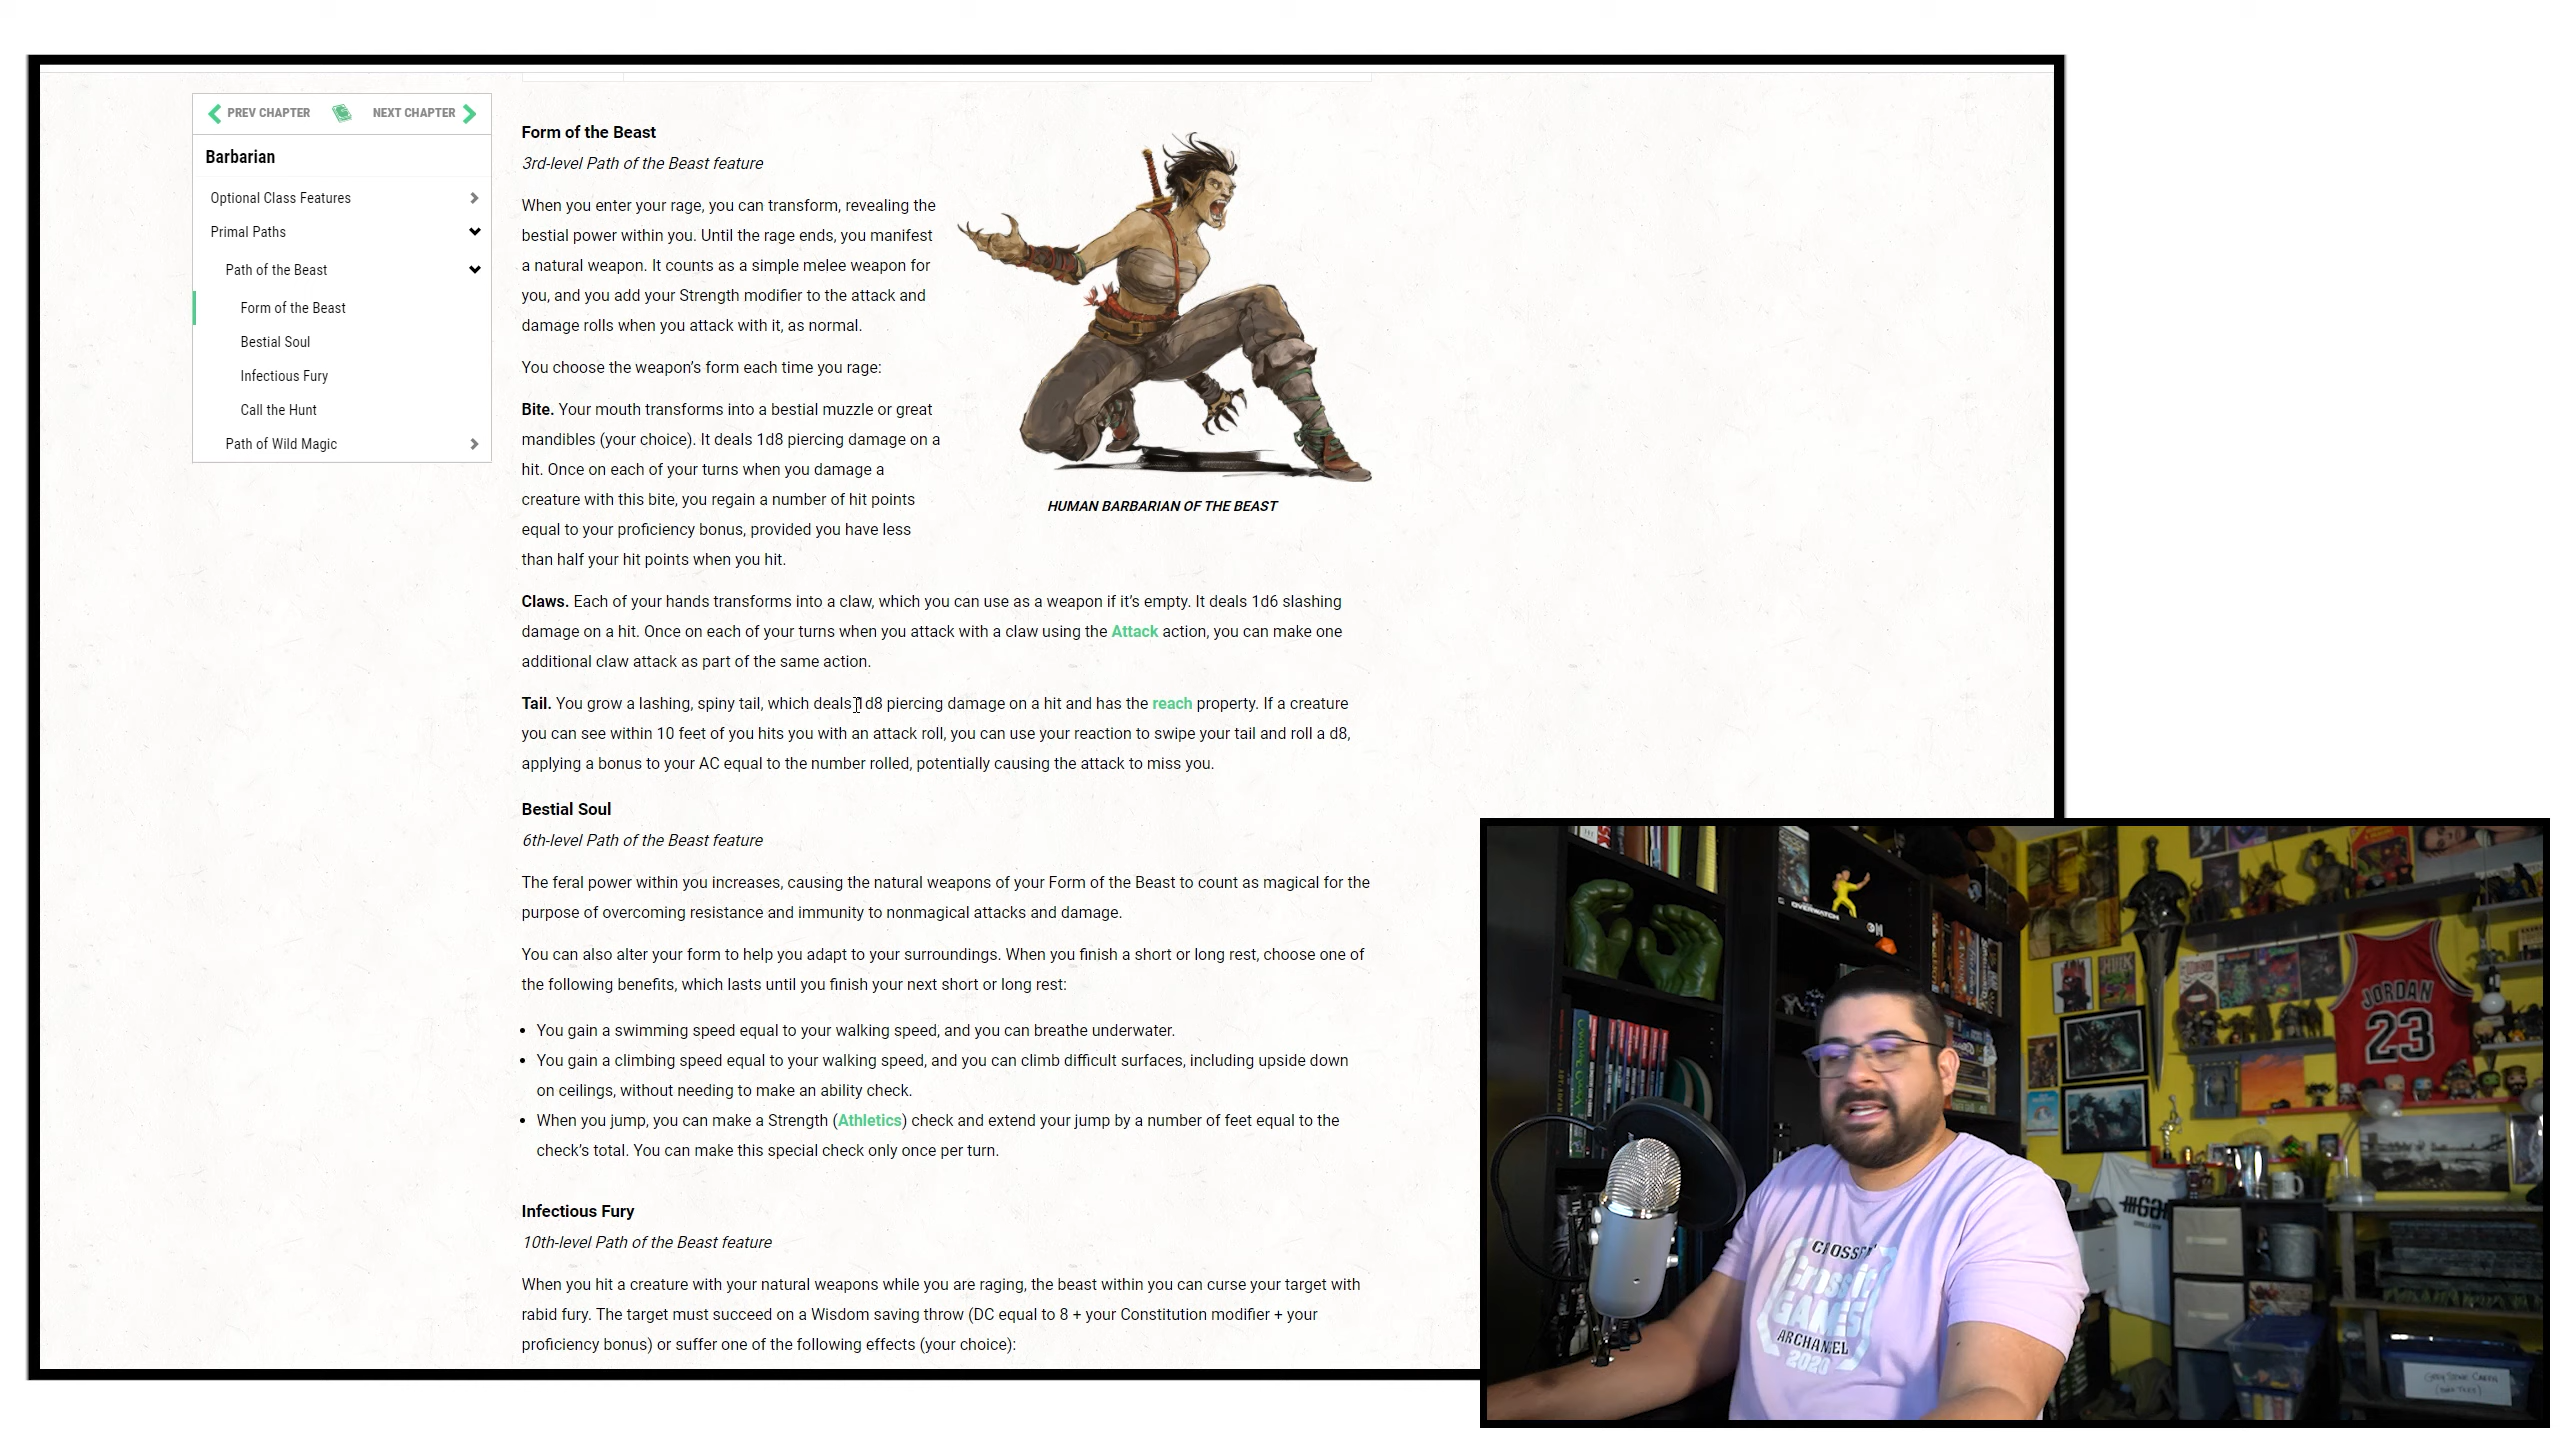 PREV CHAPTER
NEXT CHAPTER
Barbarian
Optional Class Features
Primal Paths
Path of the Beast
Form of the Beast
Bestial Soul
Infectious Fury
Call the Hunt
Path of Wild Magic
Form of the Beast
3rd-level Path of the Beast feature
When you enter your rage, you can transform, revealing the
bestial power within you. Until the rage ends, you manifest
a natural weapon. It counts as a simple melee weapon for
you, and you add your Strength modifier to the attack and
damage rolls when you attack with it, as normal.
You choose the weapon’s form each time you rage:
Bite. Your mouth transforms into a bestial muzzle or great
mandibles (your choice). It deals 1d8 piercing damage on a
hit. Once on each of your turns when you damage a
creature with this bite, you regain a number of hit points
equal to your proficiency bonus, provided you have less
than half your hit points when you hit.
HUMAN BARBARIAN OF THE BEAST
Claws. Each of your hands transforms into a claw, which you can use as a weapon if it’s empty. It deals 1d6 slashing
damage on a hit. Once on each of your turns when you attack with a claw using the Attack action, you can make one
additional claw attack as part of the same action.
Tail. You grow a lashing, spiny tail, which deals 1d8 piercing damage on a hit and has the reach property. If a creature
you can see within 10 feet of you hits you with an attack roll, you can use your reaction to swipe your tail and roll a d8,
applying a bonus to your AC equal to the number rolled, potentially causing the attack to miss you.
Bestial Soul
6th-level Path of the Beast feature
The feral power within you increases, causing the natural weapons of your Form of the Beast to count as magical for the
purpose of overcoming resistance and immunity to nonmagical attacks and damage.
You can also alter your form to help you adapt to your surroundings. When you finish a short or long rest, choose one of
the following benefits, which lasts until you finish your next short or long rest:
• You gain a swimming speed equal to your walking speed, and you can breathe underwater.
• You gain a climbing speed equal to your walking speed, and you can climb difficult surfaces, including upside down
on ceilings, without needing to make an ability check.
• When you jump, you can make a Strength (Athletics) check and extend your jump by a number of feet equal to the
check’s total. You can make this special check only once per turn.
Infectious Fury
10th-level Path of the Beast feature
When you hit a creature with your natural weapons while you are raging, the beast within you can curse your target with
rabid fury. The target must succeed on a Wisdom saving throw (DC equal to 8 + your Constitution modifier + your
proficiency bonus) or suffer one of the following effects (your choice):
OVERWATCH
JORDAN
23
CROSSFIT
GAMES
ARCHANGEL
2020